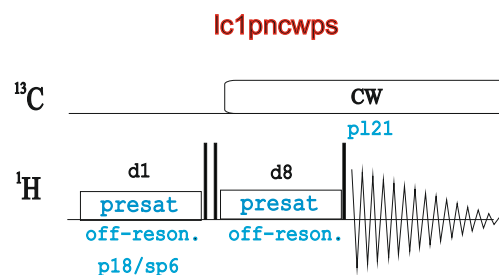 lc1pncwps
13C CW
pl21
1H d1 d8
presat presat
off-reson. off-reson.
p18/sp6